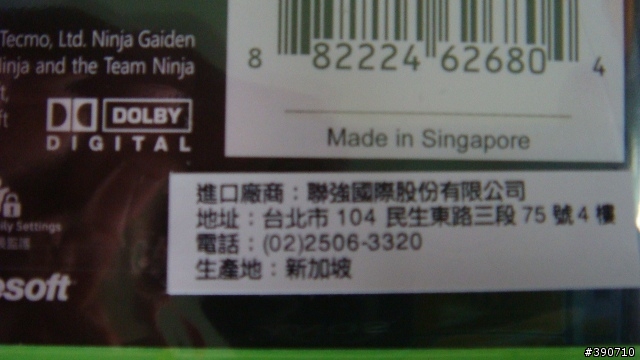 Tecmo, Ltd. Ninja Gaiden
Ninja and the Team Ninja
DOLBY
DIGITAL
8 82224 62680 4
Made in Singapore
進口廠商：聯強國際股份有限公司
地址：台北市 104 民生東路三段 75 號 4 樓
電話：(02)2506-3320
生產地：新加坡
ily Settings
osoft
#390710